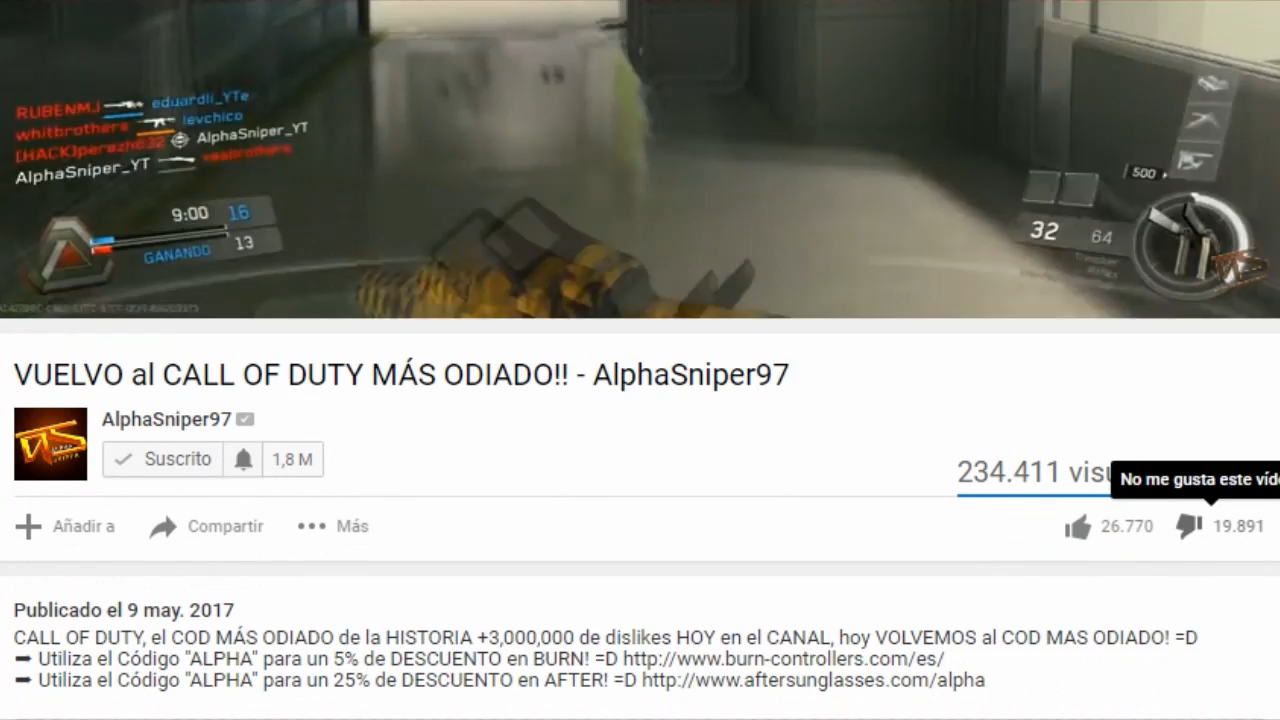 RUBENMJ eduardli_YTe
whitbrothers levchico
[HACK]perezh632 AlphaSniper_YT
AlphaSniper_YT
9:00 16
GANANDO 13
500
32 64
VUELVO al CALL OF DUTY MÁS ODIADO!! - AlphaSniper97
AlphaSniper97
Suscrito 1,8 M
234.411 visu
No me gusta este víde
Añadir a Compartir Más 26.770 19.891
Publicado el 9 may. 2017
CALL OF DUTY, el COD MÁS ODIADO de la HISTORIA +3,000,000 de dislikes HOY en el CANAL, hoy VOLVEMOS al COD MAS ODIADO! =D
➡ Utiliza el Código "ALPHA" para un 5% de DESCUENTO en BURN! =D http://www.burn-controllers.com/es/
➡ Utiliza el Código "ALPHA" para un 25% de DESCUENTO en AFTER! =D http://www.aftersunglasses.com/alpha